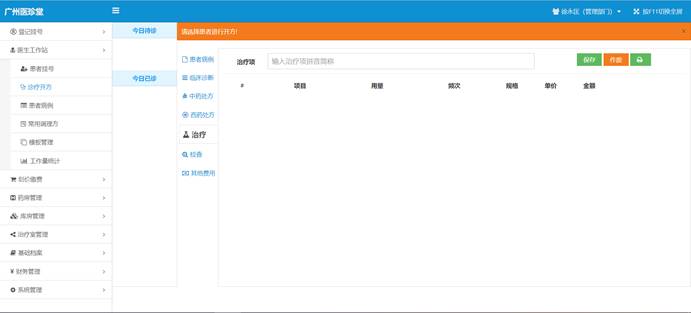 广州医珍堂
徐永区（管理部门）
按F11切换全屏
登记挂号
医生工作站
患者挂号
诊疗开方
患者病例
常用调理方
模板管理
工作量统计
划价缴费
药房管理
库房管理
治疗室管理
基础档案
财务管理
系统管理
今日待诊
今日已诊
请选择患者进行开方!
×
患者病例
临床诊断
中药处方
西药处方
治疗
检查
其他费用
治疗项
输入治疗项拼音简称
保存
作废
# 项目 用量 频次 规格 单价 金额